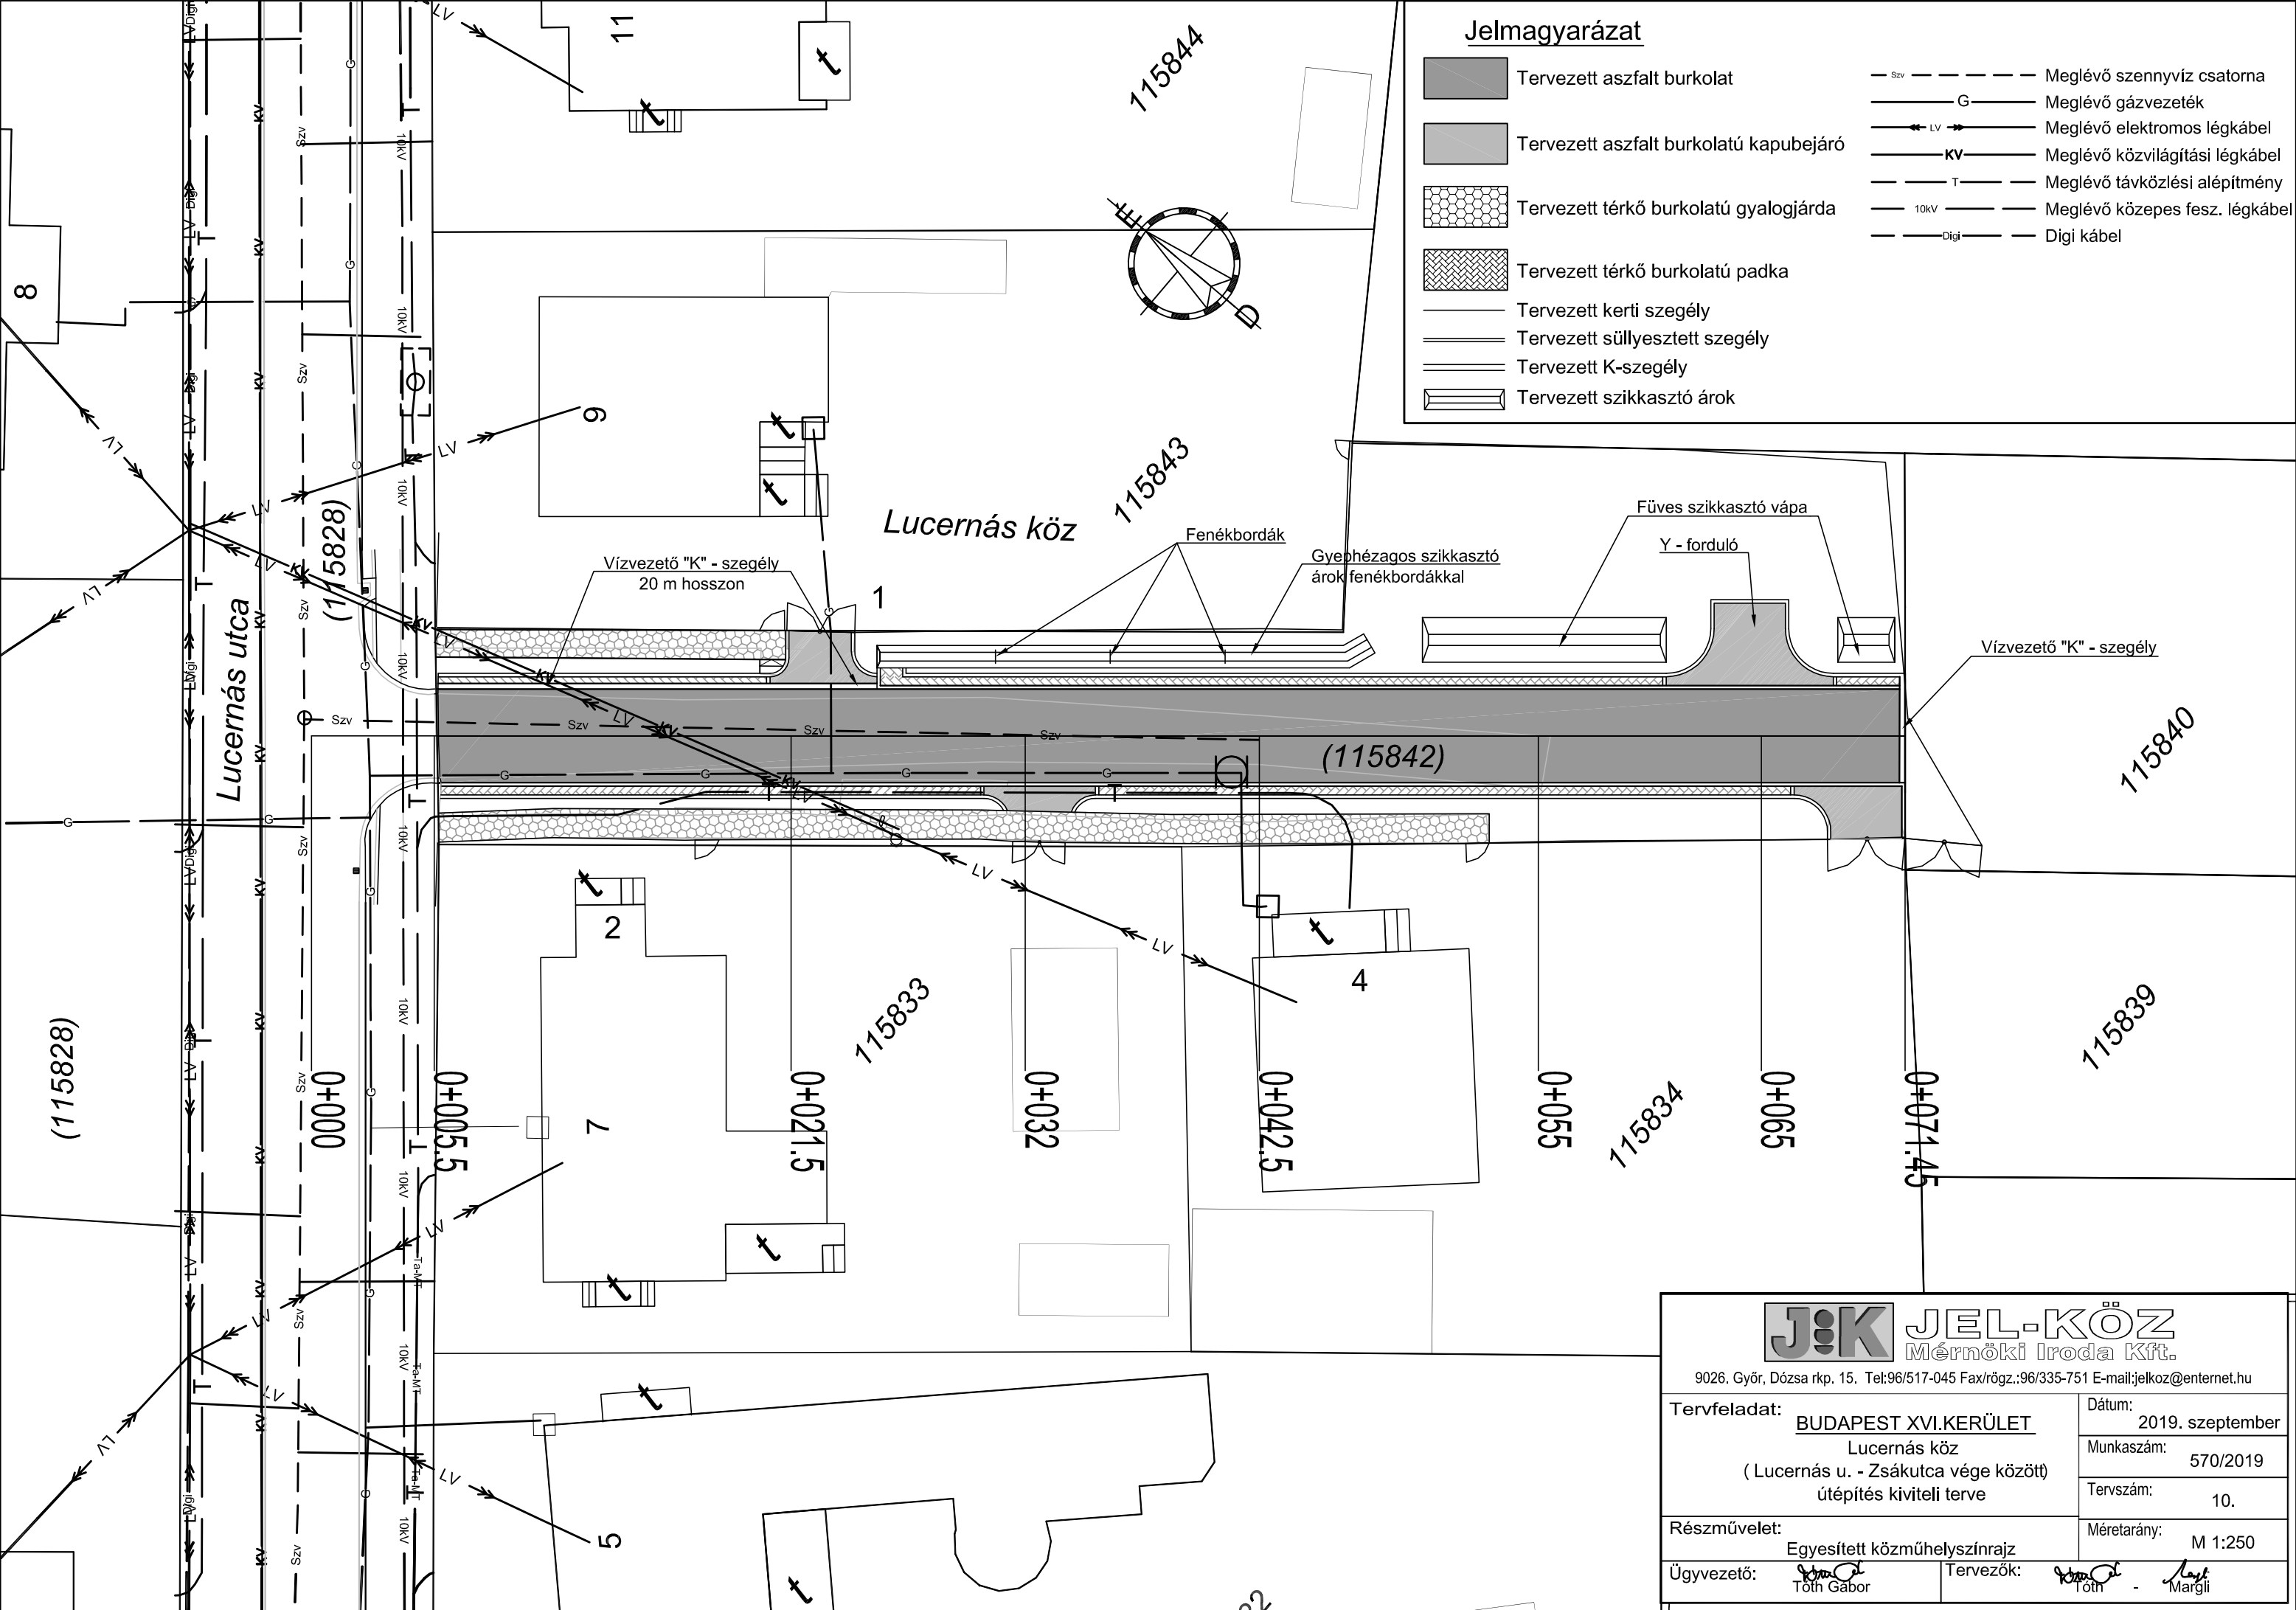 Jelmagyarázat
Tervezett aszfalt burkolat
Tervezett aszfalt burkolatú kapubejáró
Tervezett térkő burkolatú gyalogjárda
Tervezett térkő burkolatú padka
Tervezett kerti szegély
Tervezett süllyesztett szegély
Tervezett K-szegély
Tervezett szikkasztó árok
Szv Meglévő szennyvíz csatorna
G Meglévő gázvezeték
LV Meglévő elektromos légkábel
KV Meglévő közvilágítási légkábel
T Meglévő távközlési alépítmény
10kV Meglévő közepes fesz. légkábel
Digi Digi kábel
11
115844
É
D
8
9
115843
Lucernás köz
(115828)
Lucernás utca
Vízvezető "K" - szegély
20 m hosszon
1
Fenékbordák
Gyephézagos szikkasztó
árok fenékbordákkal
Füves szikkasztó vápa
Y - forduló
Vízvezető "K" - szegély
(115842)
115840
2
4
115833
115839
115834
(115828)
7
5
0+000
0+005.5
0+021.5
0+032
0+042.5
0+055
0+065
0+071.45
JEL-KÖZ
Mérnöki Iroda Kft.
9026. Győr, Dózsa rkp. 15. Tel:96/517-045 Fax/rögz.:96/335-751 E-mail:jelkoz@enternet.hu
Tervfeladat:
BUDAPEST XVI.KERÜLET
Lucernás köz
( Lucernás u. - Zsákutca vége között)
útépítés kiviteli terve
Dátum:
2019. szeptember
Munkaszám:
570/2019
Tervszám:
10.
Részművelet:
Egyesített közműhelyszínrajz
Méretarány:
M 1:250
Ügyvezető:
Tóth Gábor
Tervezők:
Tóth - Margli